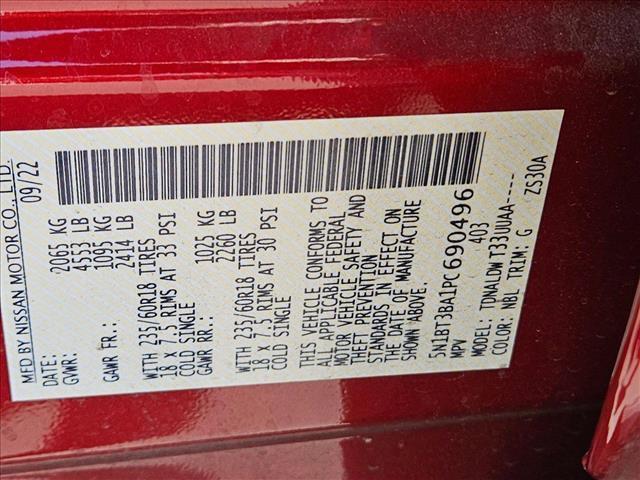 MFD BY NISSAN MOTOR CO., LTD.
DATE: 09/22
GVWR: 2065 KG
4553 LB
GAWR FR.: 1095 KG
2414 LB
WITH 235/60R18 TIRES
18 X 7.5 RIMS AT 33 PSI
COLD SINGLE
GAWR RR.: 1025 KG
2260 LB
WITH 235/60R18 TIRES
18 X 7.5 RIMS AT 30 PSI
COLD SINGLE
THIS VEHICLE CONFORMS TO
ALL APPLICABLE FEDERAL
MOTOR VEHICLE SAFETY AND
THEFT PREVENTION
STANDARDS IN EFFECT ON
THE DATE OF MANUFACTURE
SHOWN ABOVE.
5N1BT3BA1PC690496
MPV 403
MODEL: TDNALDW T33UUAA----
COLOR: NBL TRIM: G ZS30A